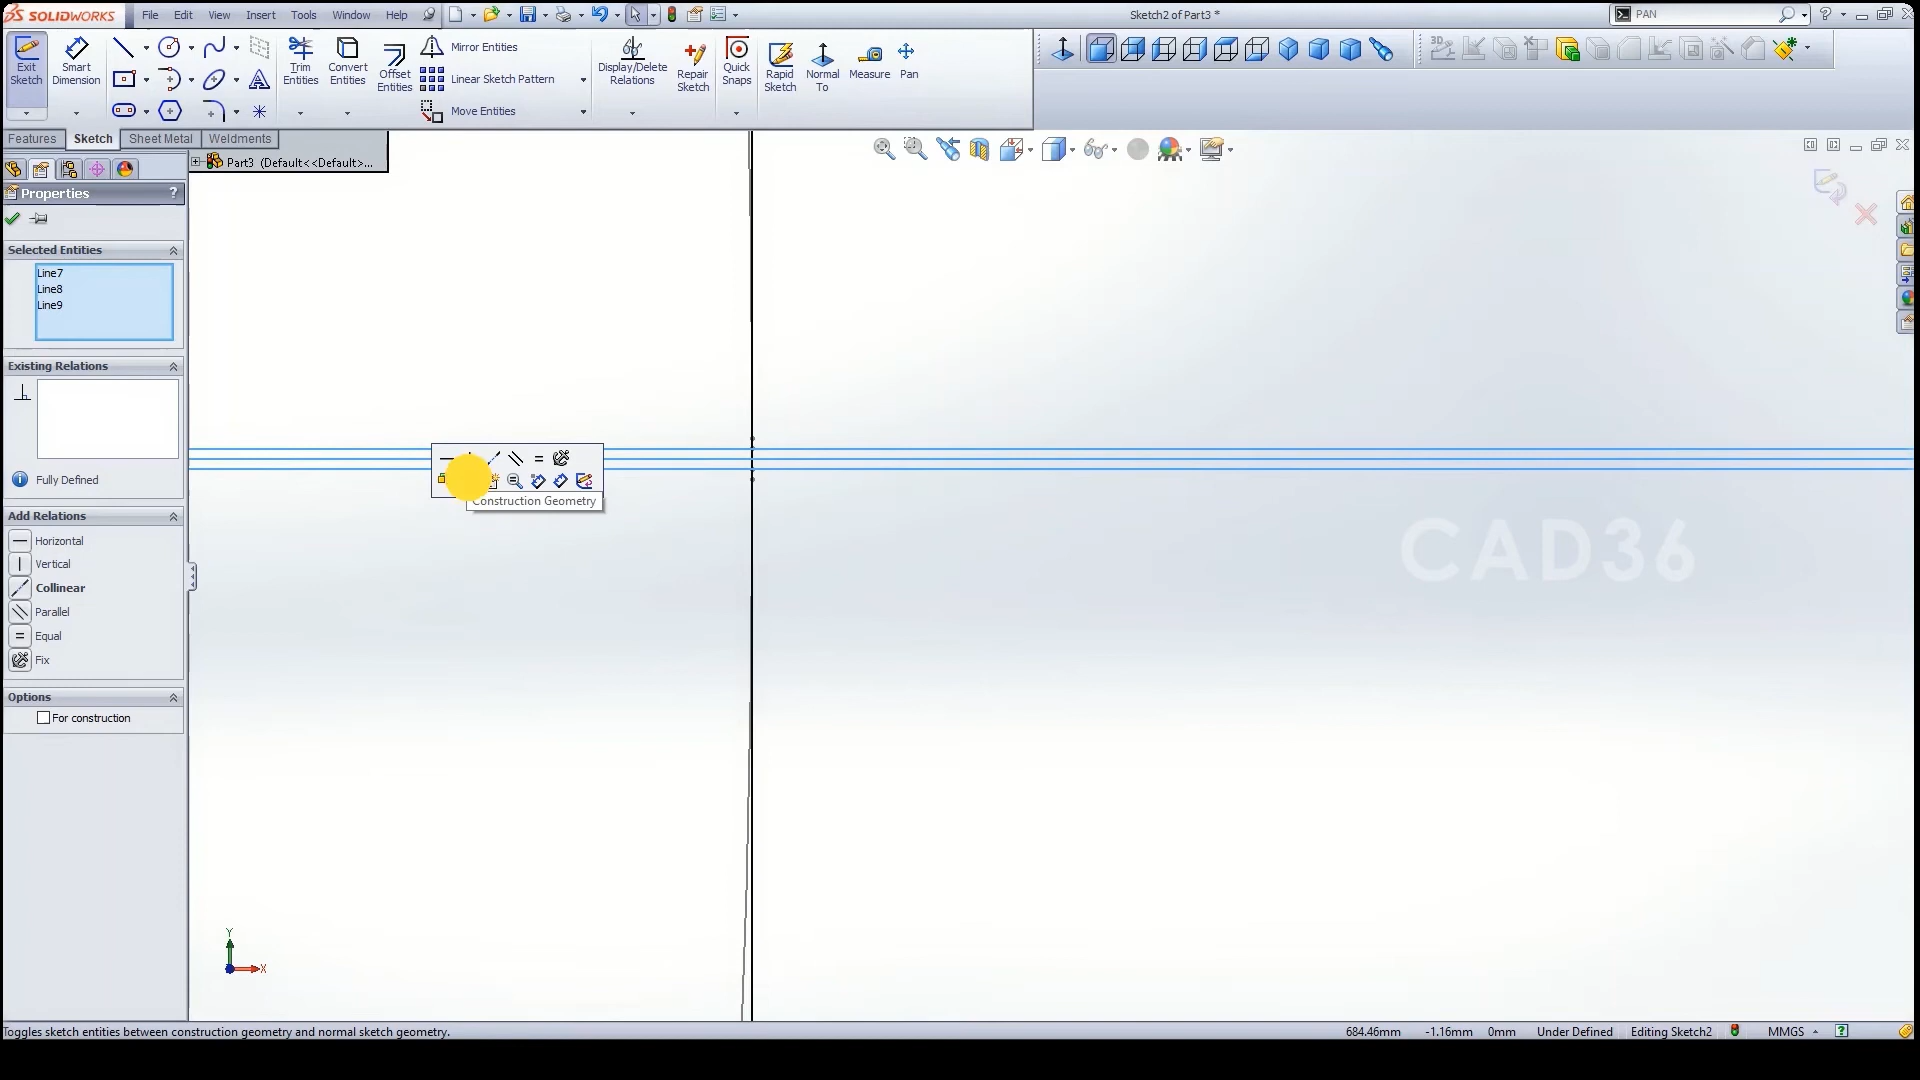 SOLIDWORKS File Edit View Insert Tools Window Help Sketch2 of Part3 * PAN
Exit Sketch
Smart Dimension
Trim Entities
Convert Entities
Offset Entities
Mirror Entities
Linear Sketch Pattern
Move Entities
Display/Delete Relations
Repair Sketch
Quick Snaps
Rapid Sketch
Normal To
Measure
Pan
Features Sketch Sheet Metal Weldments
Part3 (Default<<Default>...
Properties ?
Selected Entities
Line7
Line8
Line9
Existing Relations
Fully Defined
Add Relations
Horizontal
Vertical
Collinear
Parallel
Equal
Fix
Options
For construction
Construction Geometry
CAD36
Y
X
Toggles sketch entities between construction geometry and normal sketch geometry. 684.46mm -1.16mm 0mm Under Defined Editing Sketch2 MMGS